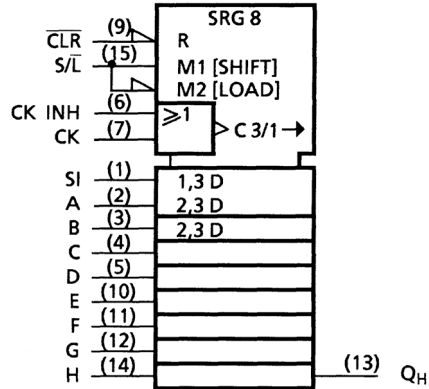 SRG 8
C̅L̅R̅ (9) R
S/L̅ (15) M1 [SHIFT]
M2 [LOAD]
CK INH (6) ≥1
CK (7) C 3/1→
SI (1) 1,3 D
A (2) 2,3 D
B (3) 2,3 D
C (4)
D (5)
E (10)
F (11)
G (12)
H (14) (13) QH